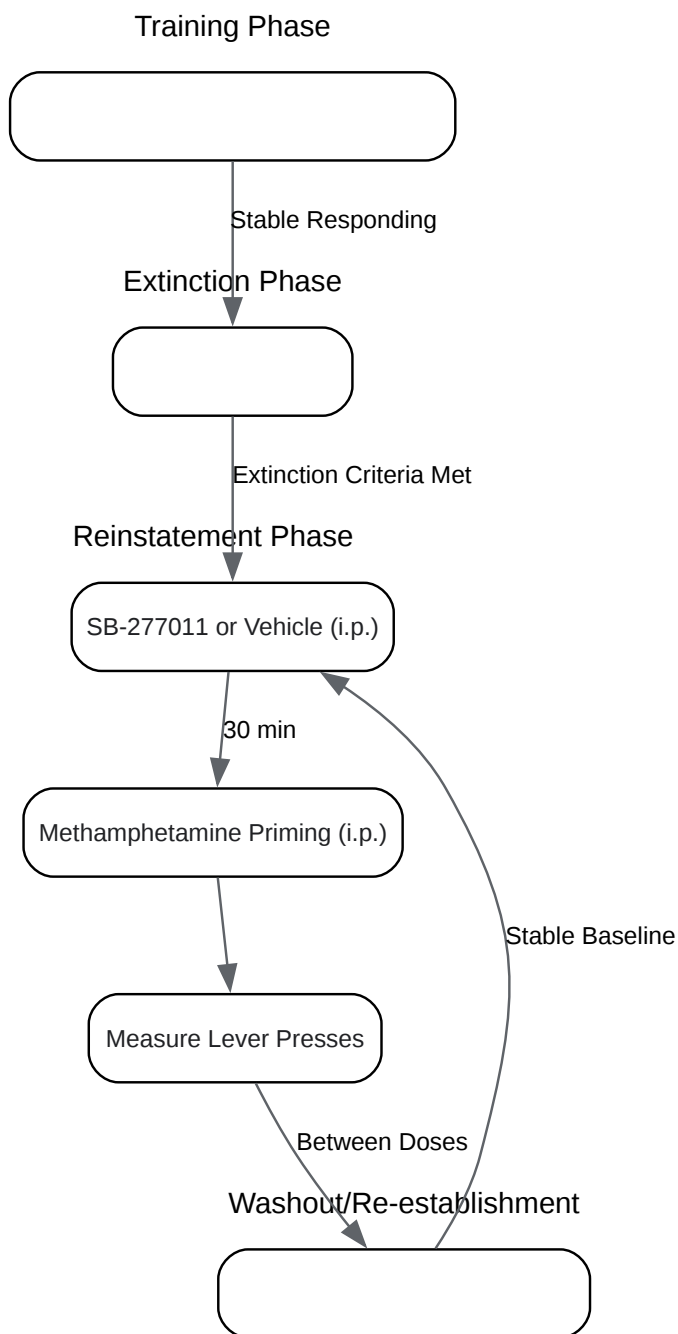 Training Phase
Stable Responding
Extinction Phase
Extinction Criteria Met
Reinstatement Phase
SB-277011 or Vehicle (i.p.)
30 min
Methamphetamine Priming (i.p.)
Stable Baseline
Measure Lever Presses
Between Doses
Washout/Re-establishment